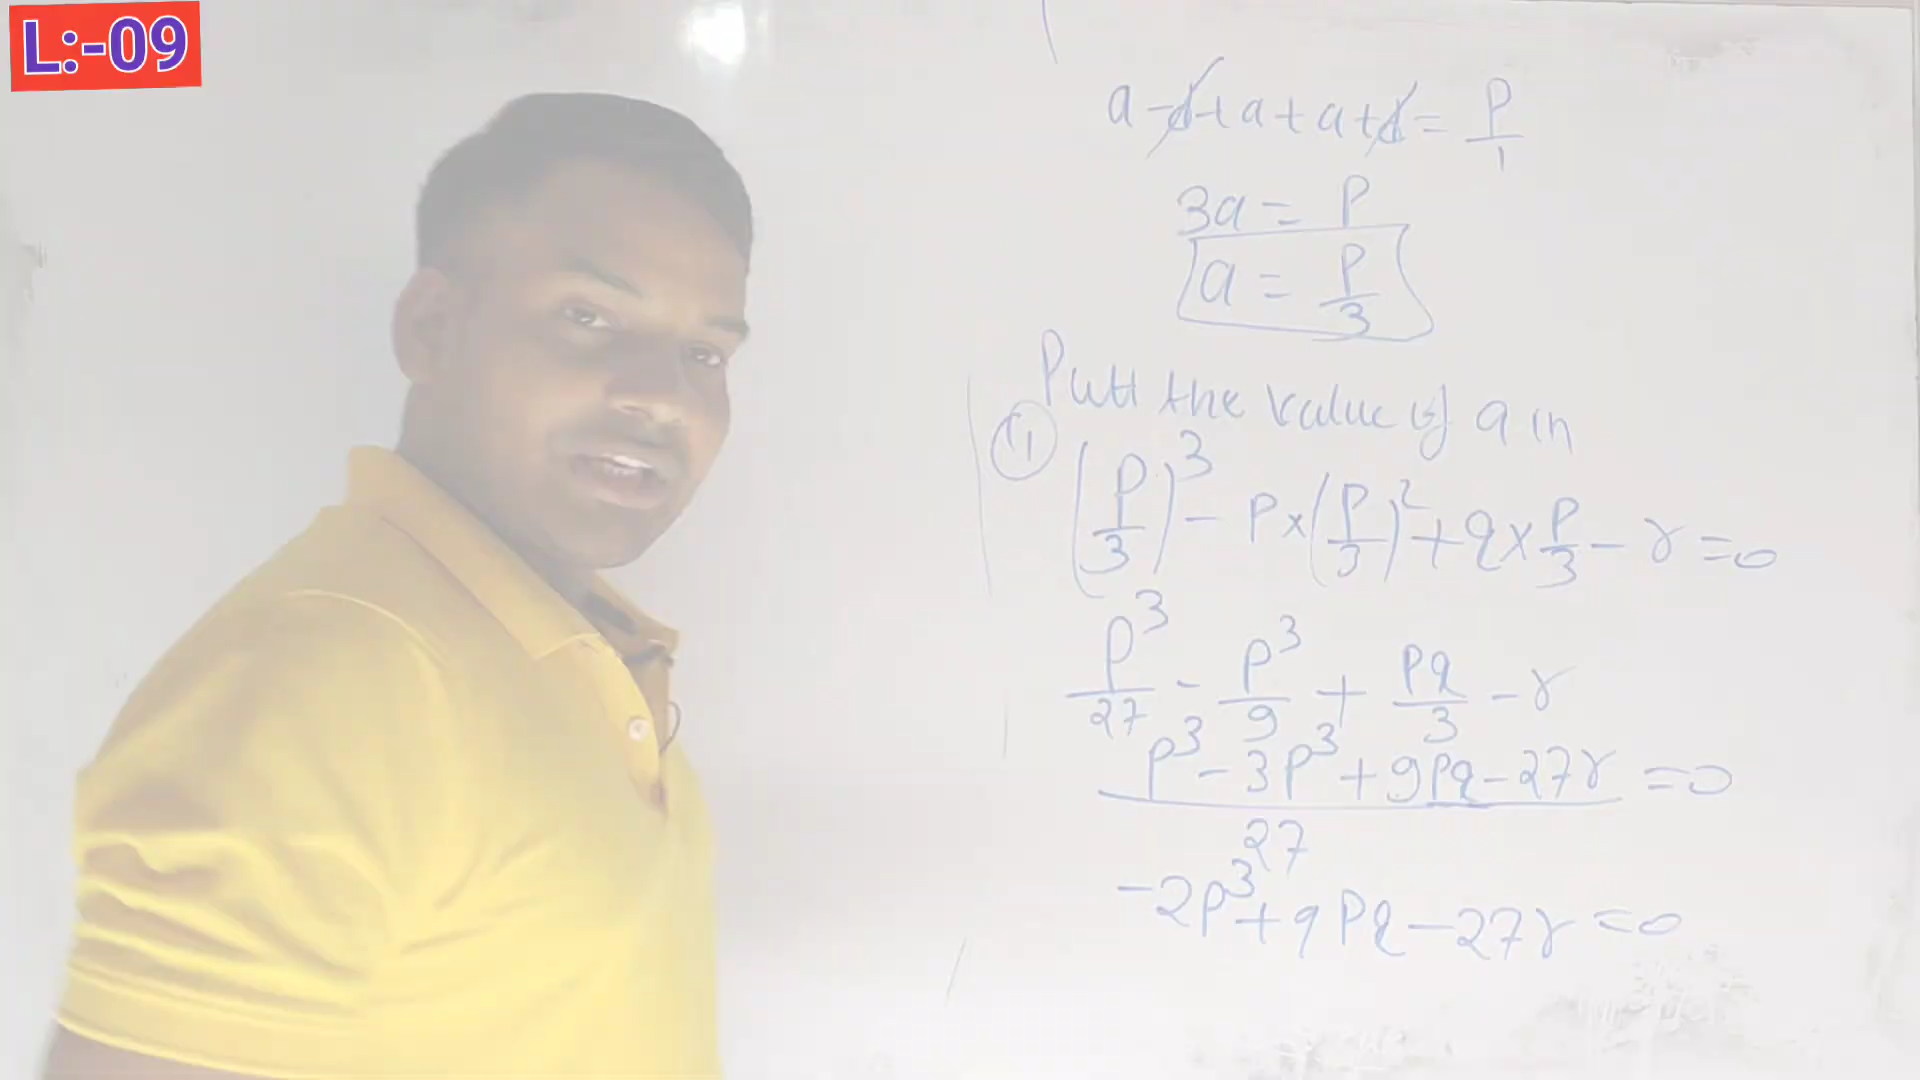 L:-09
a-d+a+a+d=P/1
3a=P
a=P/3
Putt the value of a in
(11) (P/3)^3-P×(P/3)^2+q×P/3-r=0
P^3/27-P^3/9+Pq/3-r
(P^3-3P^3+9Pq-27r)/27=0
-2P^3+9Pq-27r=0